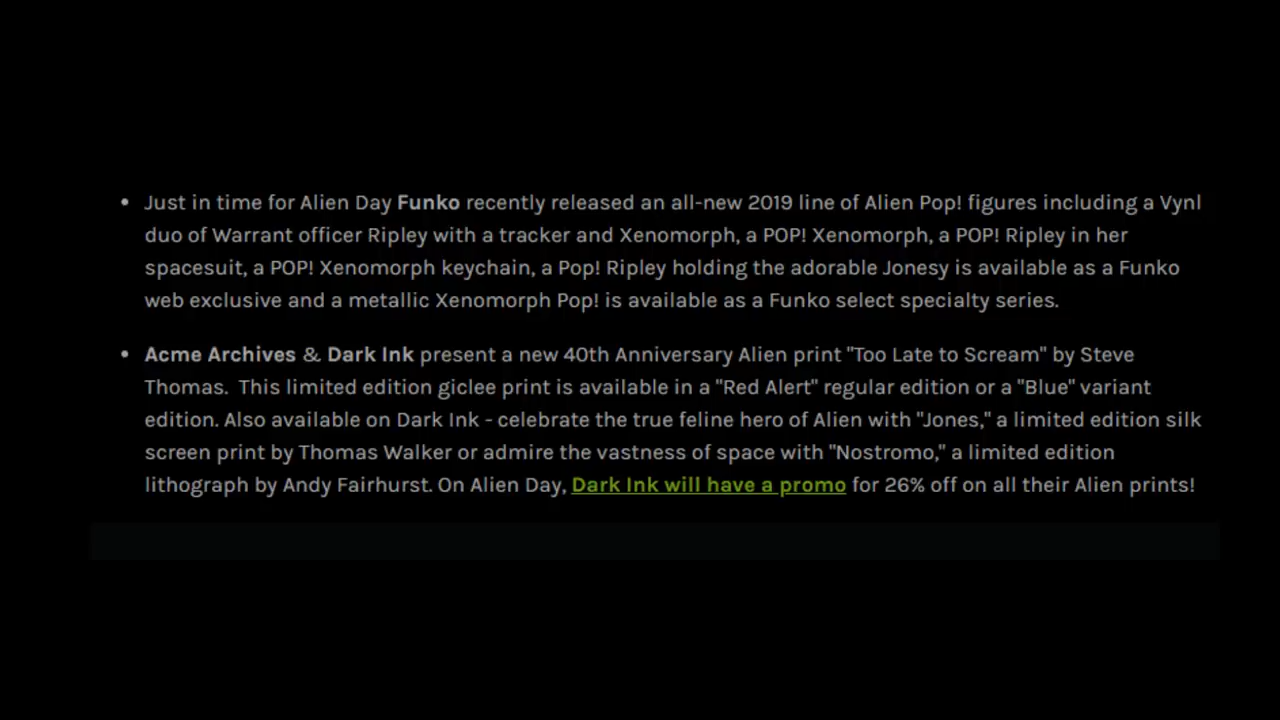 • Just in time for Alien Day Funko recently released an all-new 2019 line of Alien Pop! figures including a Vynl
duo of Warrant officer Ripley with a tracker and Xenomorph, a POP! Xenomorph, a POP! Ripley in her
spacesuit, a POP! Xenomorph keychain, a Pop! Ripley holding the adorable Jonesy is available as a Funko
web exclusive and a metallic Xenomorph Pop! is available as a Funko select specialty series.
• Acme Archives & Dark Ink present a new 40th Anniversary Alien print "Too Late to Scream" by Steve
Thomas.  This limited edition giclee print is available in a "Red Alert" regular edition or a "Blue" variant
edition. Also available on Dark Ink - celebrate the true feline hero of Alien with "Jones," a limited edition silk
screen print by Thomas Walker or admire the vastness of space with "Nostromo," a limited edition
lithograph by Andy Fairhurst. On Alien Day, Dark Ink will have a promo for 26% off on all their Alien prints!